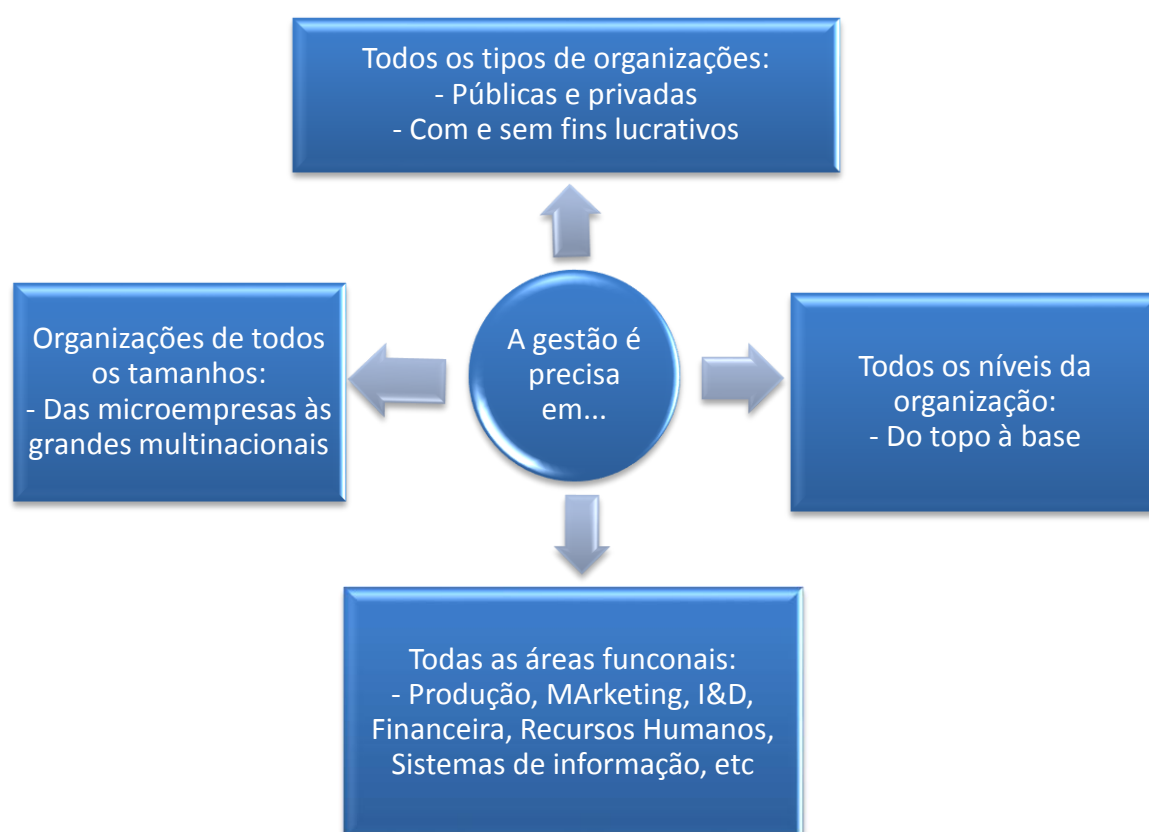 Todos os tipos de organizações:
- Públicas e privadas
- Com e sem fins lucrativos
Organizações de todos
os tamanhos:
- Das microempresas às
grandes multinacionais
A gestão é
precisa
em...
Todos os níveis da
organização:
- Do topo à base
Todas as áreas funconais:
- Produção, MArketing, I&D,
Financeira, Recursos Humanos,
Sistemas de informação, etc